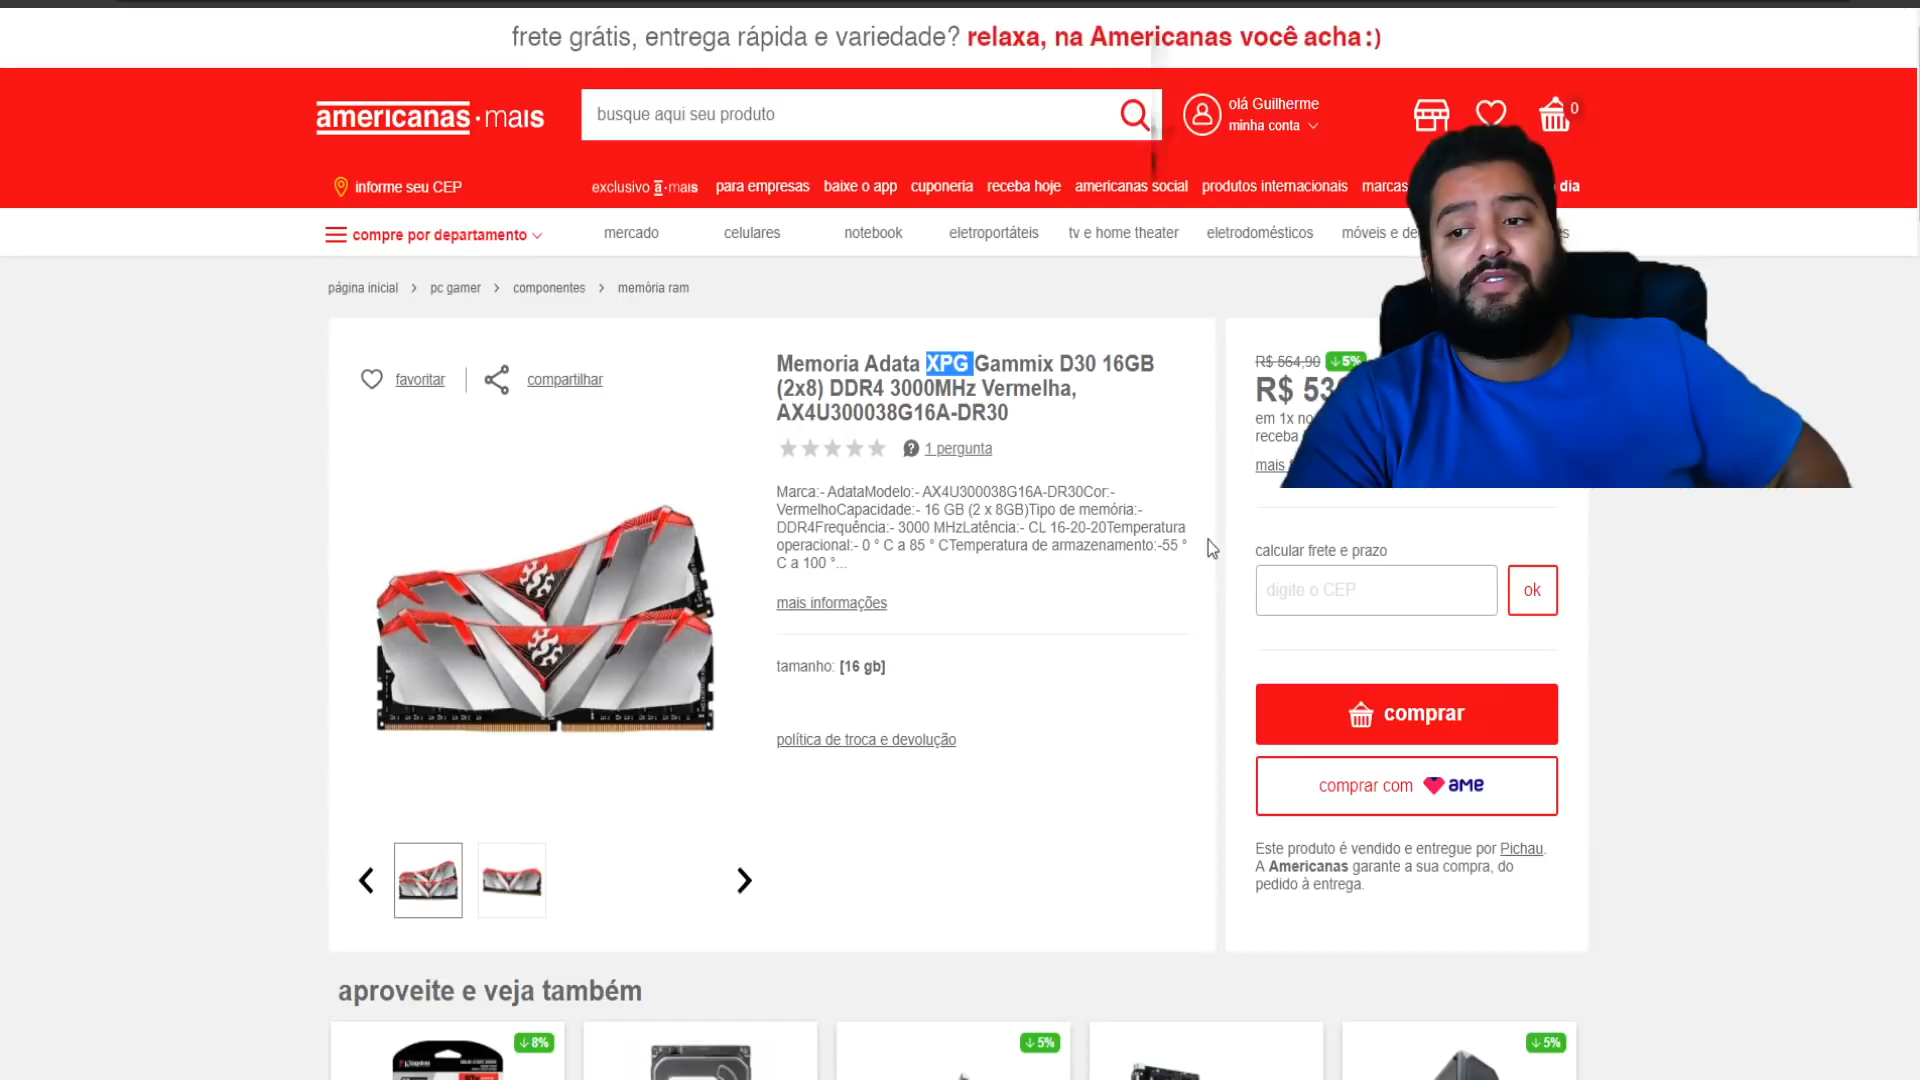 frete grátis, entrega rápida e variedade? relaxa, na Americanas você acha:)
americanas mais
busque aqui seu produto
olá Guilherme
minha conta
0
informe seu CEP
exclusivo a mais para empresas baixe o app cuponeria receba hoje americanas social produtos internacionais marcas dia
compre por departamento
mercado celulares notebook eletroportáteis tv e home theater eletrodomésticos móveis e
página inicial > pc gamer > componentes > memória ram
favoritar
compartilhar
Memoria Adata XPG Gammix D30 16GB
(2x8) DDR4 3000MHz Vermelha,
AX4U300038G16A-DR30
1 pergunta
Marca:- AdataModelo:- AX4U300038G16A-DR30Cor:-
VermelhoCapacidade:- 16 GB (2 x 8GB)Tipo de memória:-
DDR4Frequência:- 3000 MHzLatência:- CL 16-20-20Temperatura
operacional:- 0 ° C a 85 ° CTemperatura de armazenamento:-55 °
C a 100 °...
mais informações
tamanho: [16 gb]
política de troca e devolução
R$ 564,90 5%
R$
em 1x no
receba
mais
calcular frete e prazo
digite o CEP
ok
comprar
comprar com ame
Este produto é vendido e entregue por Pichau.
A Americanas garante a sua compra, do
pedido à entrega.
aproveite e veja também
8%
5%
5%
Kingston